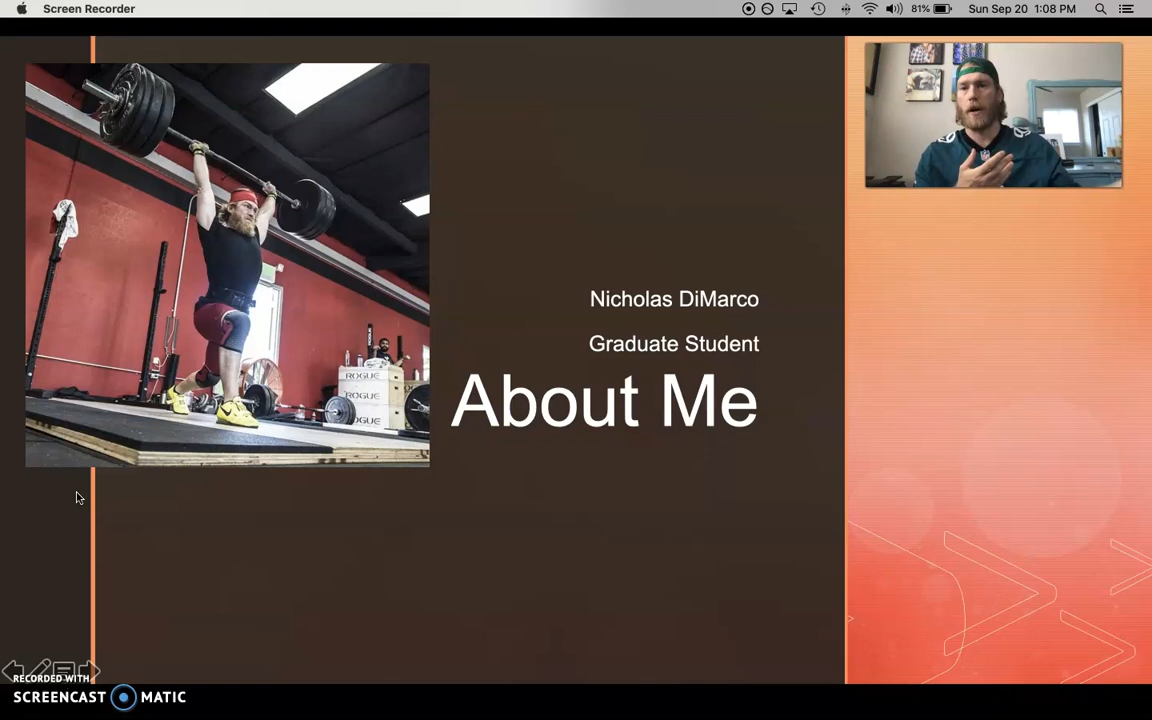 Screen Recorder
81%
Sun Sep 20 1:08 PM
Nicholas DiMarco
Graduate Student
About Me
ROGUE
ROGUE
ROGUE
RECORDED WITH
SCREENCAST MATIC